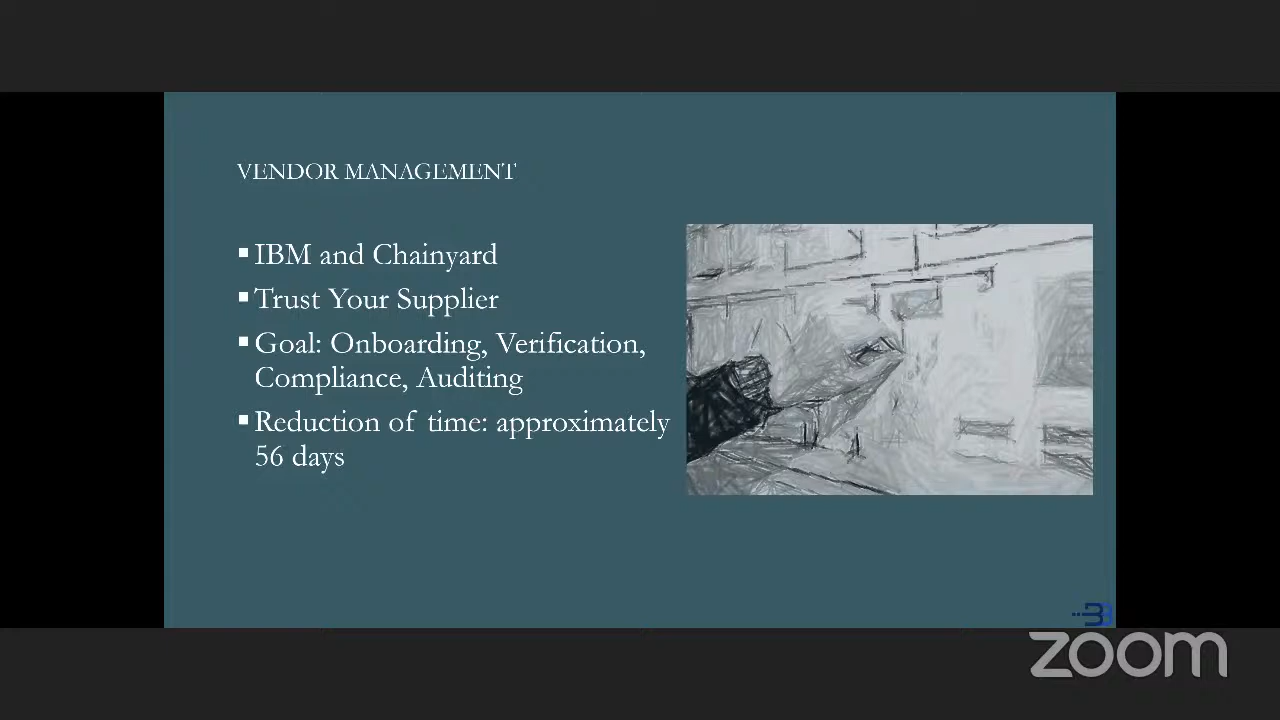 VENDOR MANAGEMENT
▪ IBM and Chainyard
▪ Trust Your Supplier
▪ Goal: Onboarding, Verification,
Compliance, Auditing
▪ Reduction of time: approximately
56 days
zoom